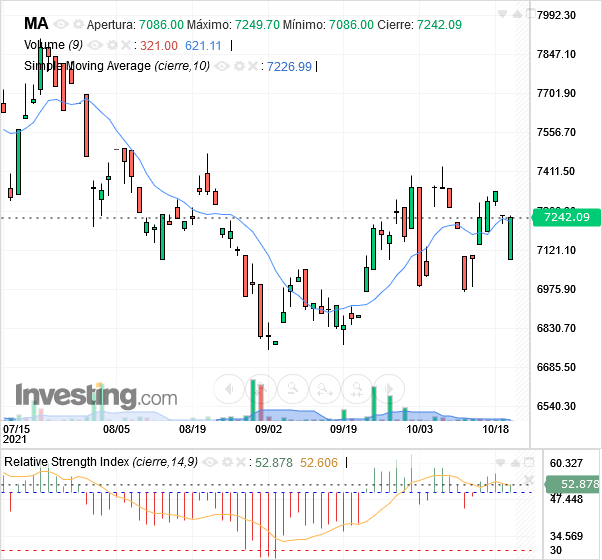 MA Apertura: 7086.00 Máximo: 7249.70 Mínimo: 7086.00 Cierre: 7242.09
Volume (9) : 321.00 621.11
Simple Moving Average (cierre,10) : 7226.99
7992.30
7847.10
7701.90
7556.70
7411.50
7242.09
7121.10
6975.90
6830.70
6685.50
6540.30
Investing.com
07/15 08/05 08/19 09/02 09/19 10/03 10/18
2021
Relative Strength Index (cierre,14,9) : 52.878 52.606
60.327
52.878
47.448
34.569
30